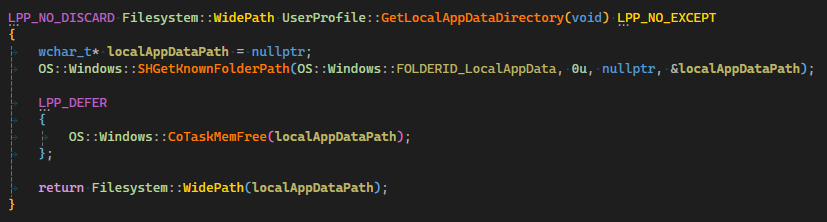 LPP_NO_DISCARD Filesystem::WidePath UserProfile::GetLocalAppDataDirectory(void) LPP_NO_EXCEPT
{
wchar_t* localAppDataPath = nullptr;
OS::Windows::SHGetKnownFolderPath(OS::Windows::FOLDERID_LocalAppData, 0u, nullptr, &localAppDataPath);
LPP_DEFER
{
OS::Windows::CoTaskMemFree(localAppDataPath);
};
return Filesystem::WidePath(localAppDataPath);
}